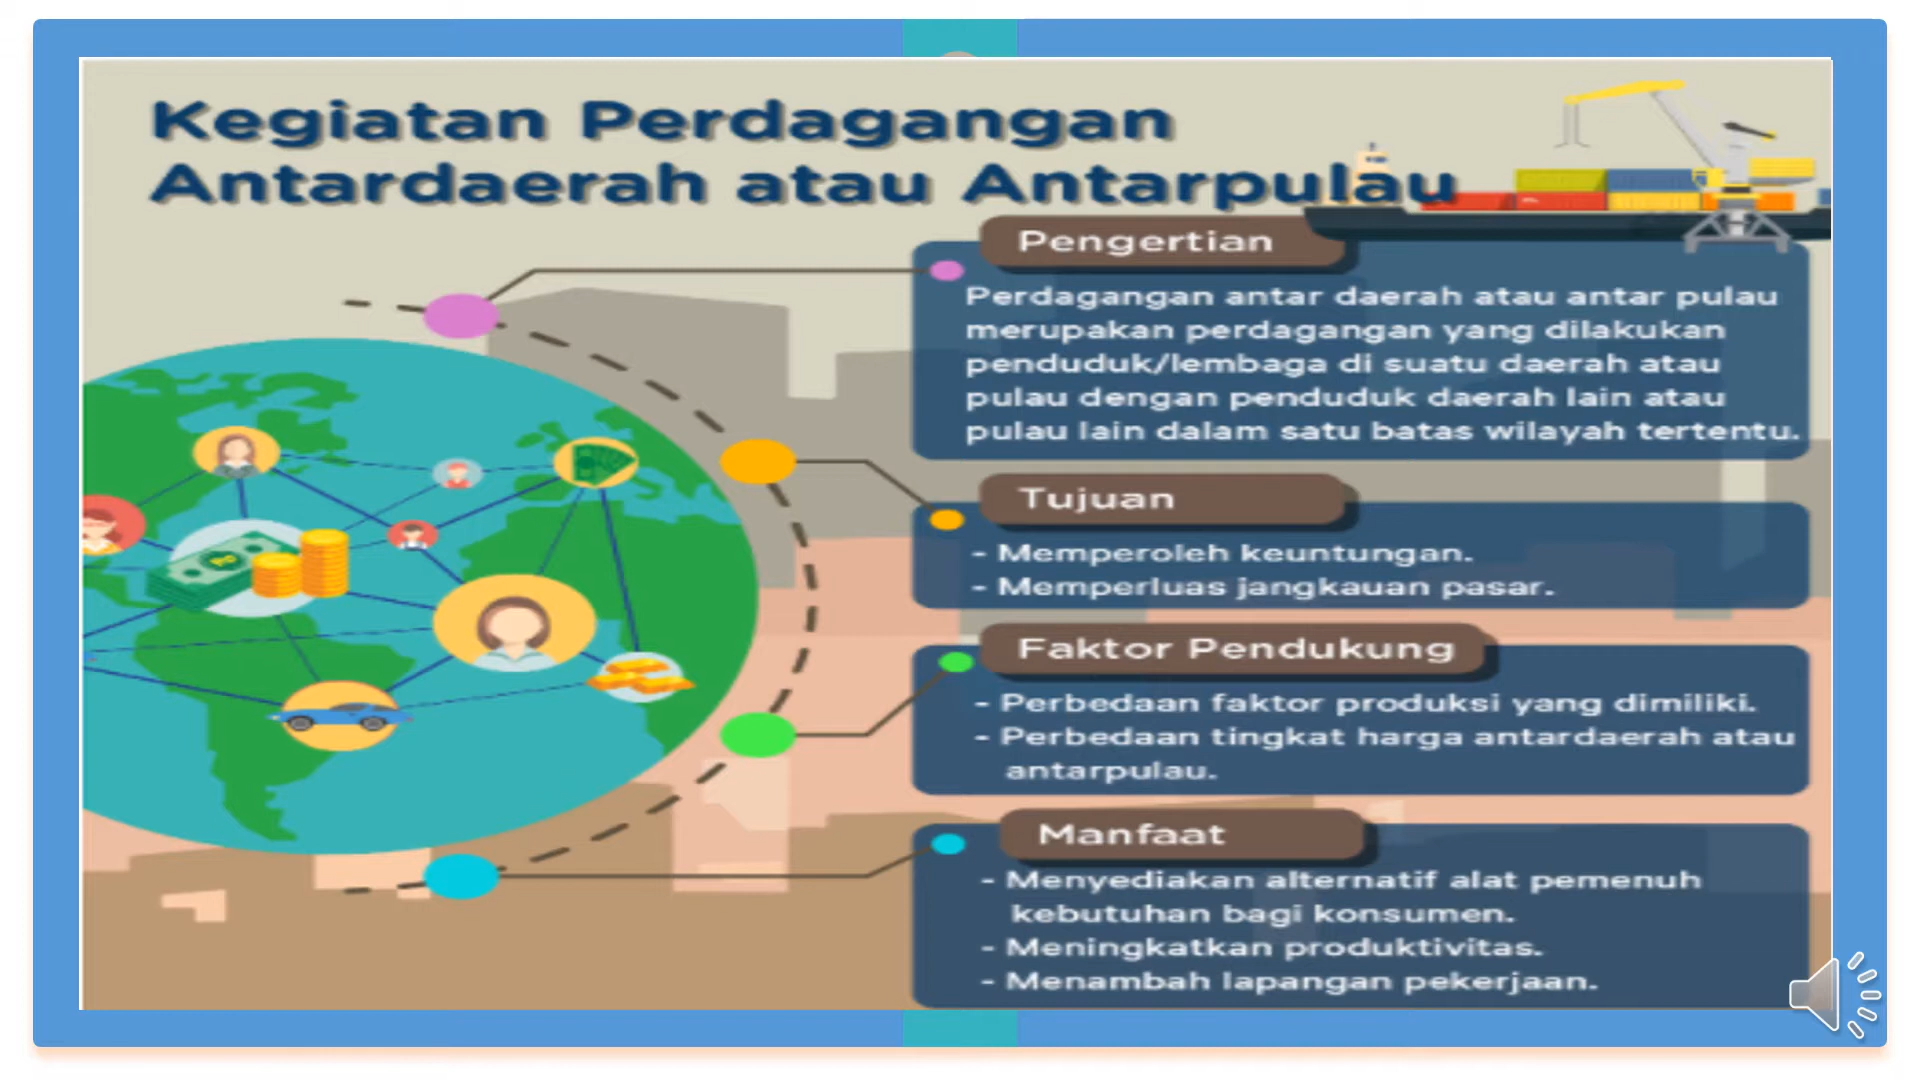 Kegiatan Perdagangan
Antardaerah atau Antarpulau
Pengertian
Perdagangan antar daerah atau antar pulau
merupakan perdagangan yang dilakukan
penduduk/lembaga di suatu daerah atau
pulau dengan penduduk daerah lain atau
pulau lain dalam satu batas wilayah tertentu.
Tujuan
- Memperoleh keuntungan.
- Memperluas jangkauan pasar.
Faktor Pendukung
- Perbedaan faktor produksi yang dimiliki.
- Perbedaan tingkat harga antardaerah atau
antarpulau.
Manfaat
- Menyediakan alternatif alat pemenuh
kebutuhan bagi konsumen.
- Meningkatkan produktivitas.
- Menambah lapangan pekerjaan.